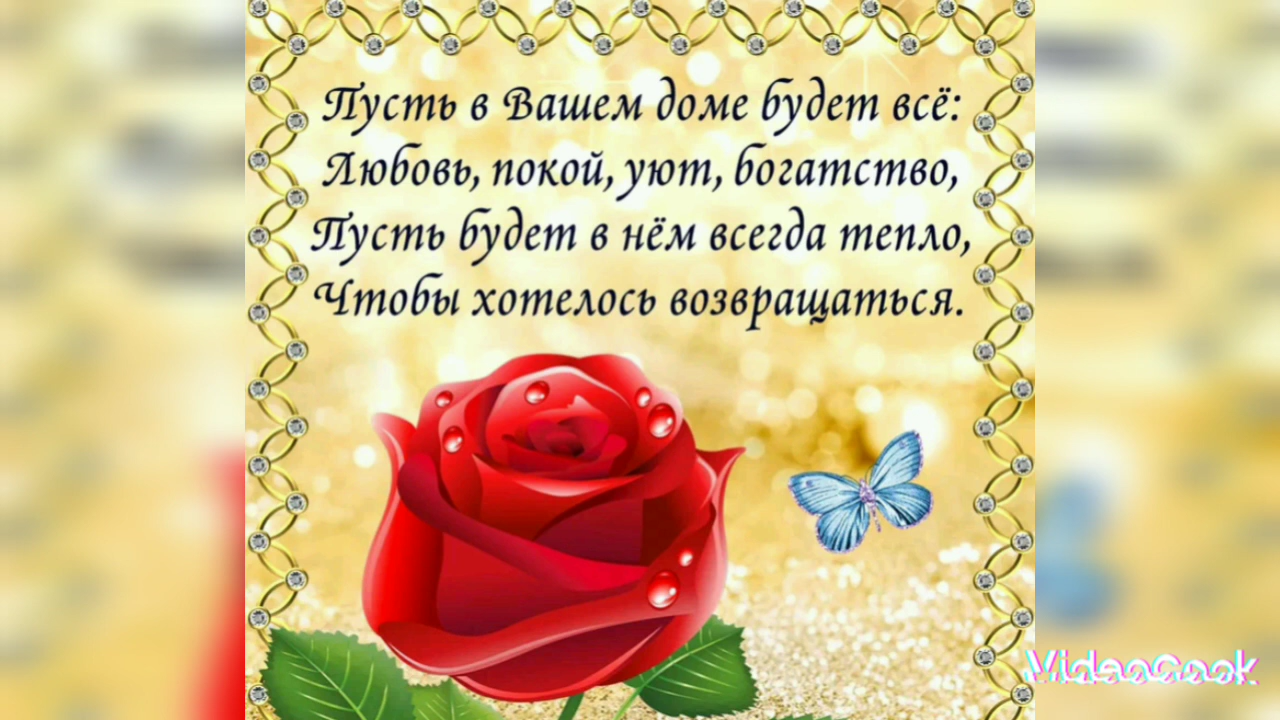 Пусть в Вашем доме будет всё:
Любовь, покой, уют, богатство,
Пусть будет в нём всегда тепло,
Чтобы хотелось возвращаться.
VideoCook